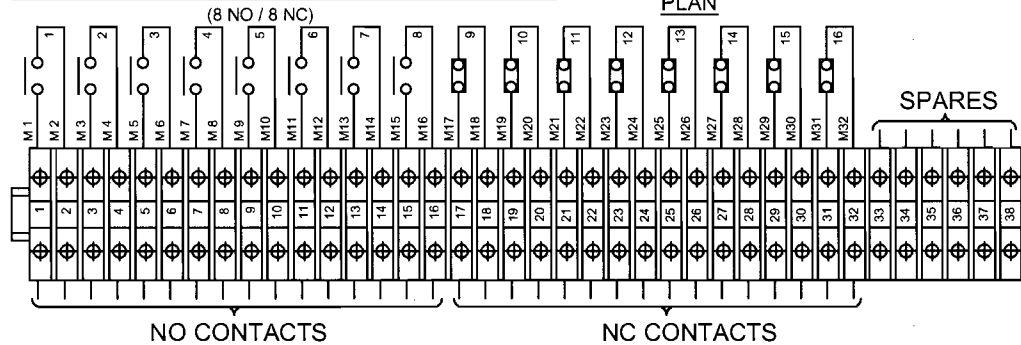 PLAN
(8 NO / 8 NC)
1 2 3 4 5 6 7 8 9 10 11 12 13 14 15 16
SPARES
M1 M2 M3 M4 M5 M6 M7 M8 M9 M10 M11 M12 M13 M14 M15 M16 M17 M18 M19 M20 M21 M22 M23 M24 M25 M26 M27 M28 M29 M30 M31 M32
1 2 3 4 5 6 7 8 9 10 11 12 13 14 15 16 17 18 19 20 21 22 23 24 25 26 27 28 29 30 31 32 33 34 35 36 37 38
NO CONTACTS NC CONTACTS